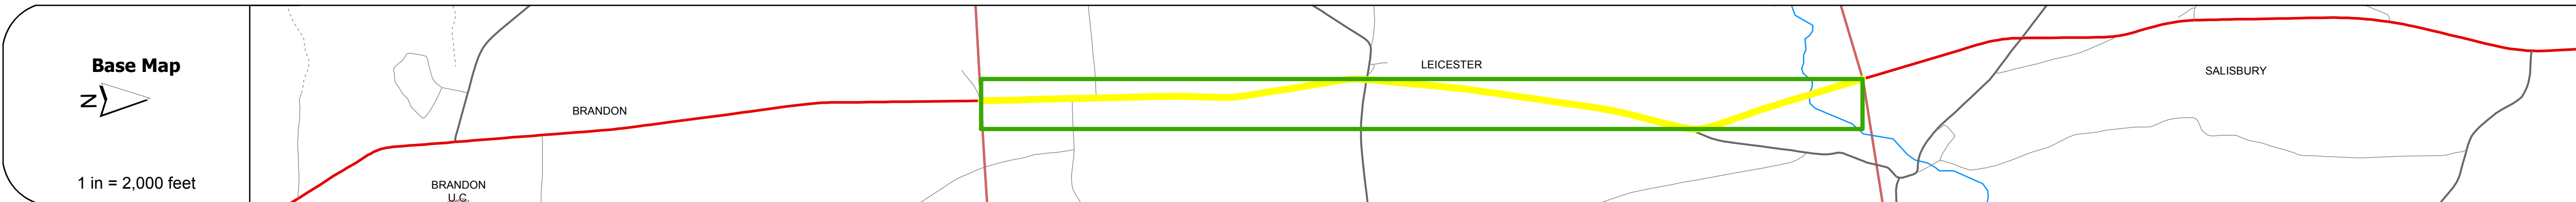 Base Map
N
1 in = 2,000 feet
BRANDON
BRANDON
U.C.
LEICESTER
SALISBURY